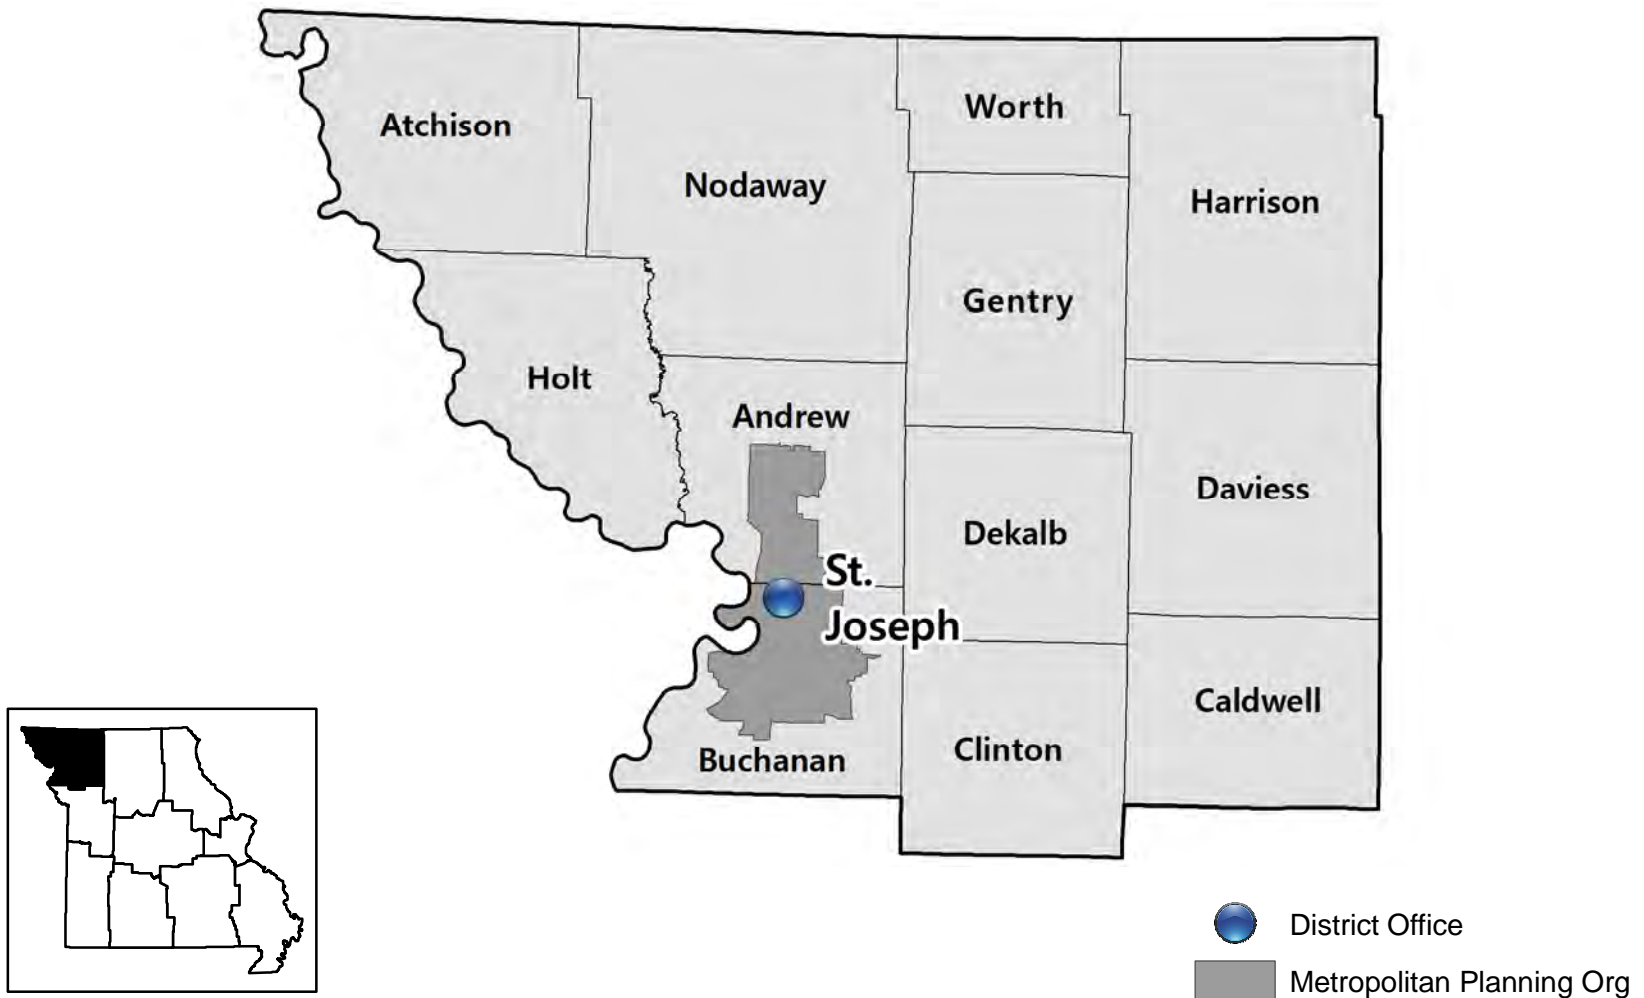 Atchison
Worth
Nodaway
Harrison
Gentry
Holt
Andrew
Daviess
Dekalb
St.
Joseph
Caldwell
Clinton
Buchanan
District Office
Metropolitan Planning Org